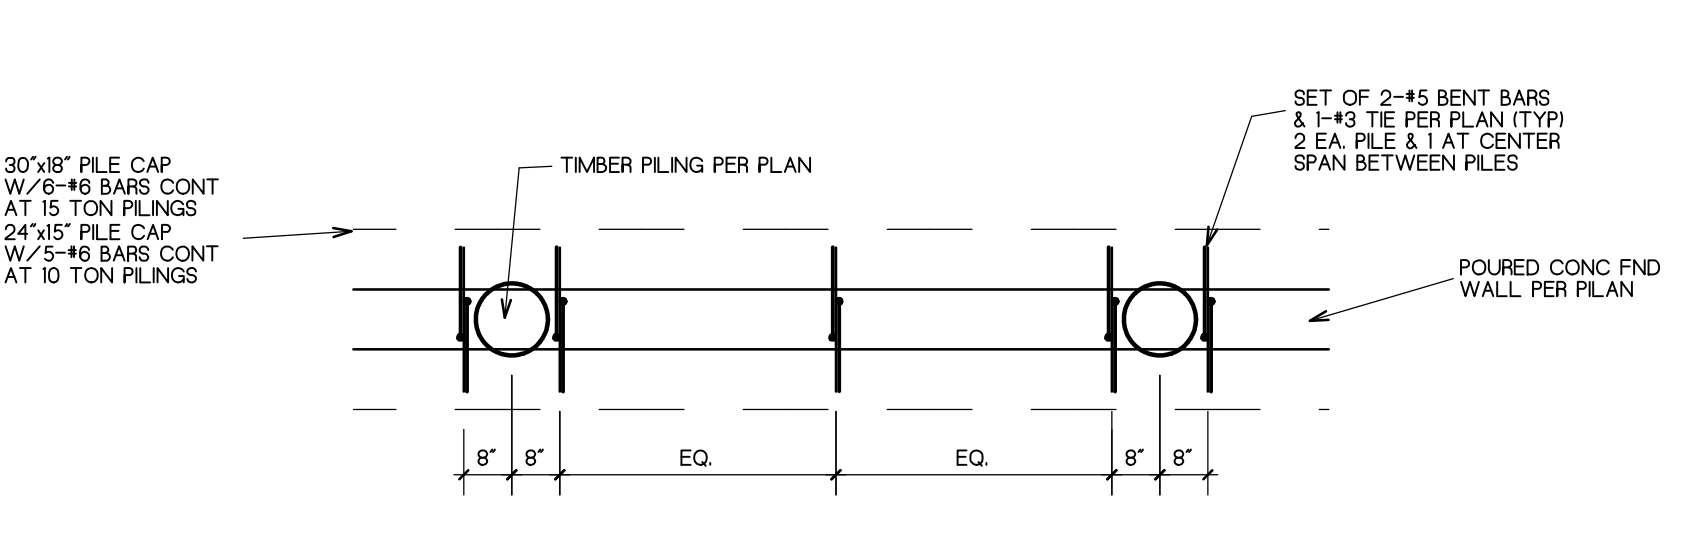 SET OF 2-#5 BENT BARS
& 1-#3 TIE PER PLAN (TYP)
2 EA. PILE & 1 AT CENTER
SPAN BETWEEN PILES
30"x18" PILE CAP
W/6-#6 BARS CONT
AT 15 TON PILINGS
24"x15" PILE CAP
W/5-#6 BARS CONT
AT 10 TON PILINGS
TIMBER PILING PER PLAN
POURED CONC FND
WALL PER PILAN
8" 8" EQ. EQ. 8" 8"